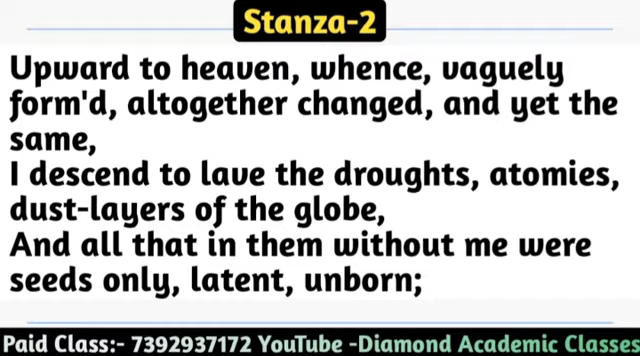 Stanza-2
Upward to heaven, whence, vaguely
form'd, altogether changed, and yet the
same,
I descend to lave the droughts, atomies,
dust-layers of the globe,
And all that in them without me were
seeds only, latent, unborn;
Paid Class:- 7392937172 YouTube -Diamond Academic Classes